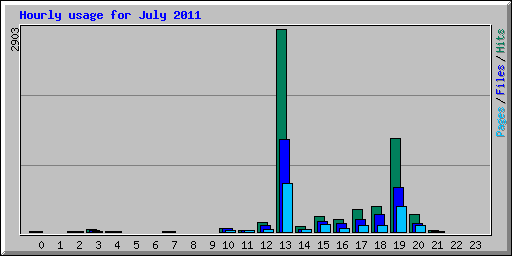 Hourly usage for July 2011
2903
Pages/Files/Hits
0 1 2 3 4 5 6 7 8 9 10 11 12 13 14 15 16 17 18 19 20 21 22 23